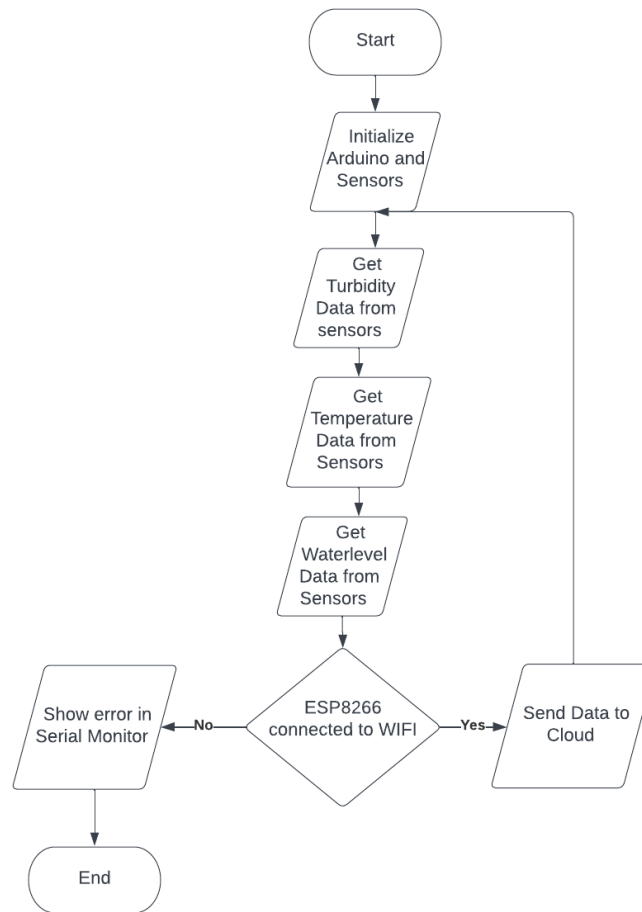 Start
Initialize
Arduino and
Sensors
Get
Turbidity
Data from
sensors
Get
Temperature
Data from
Sensors
Get
Waterlevel
Data from
Sensors
ESP8266
connected to WIFI
No
Yes
Show error in
Serial Monitor
Send Data to
Cloud
End